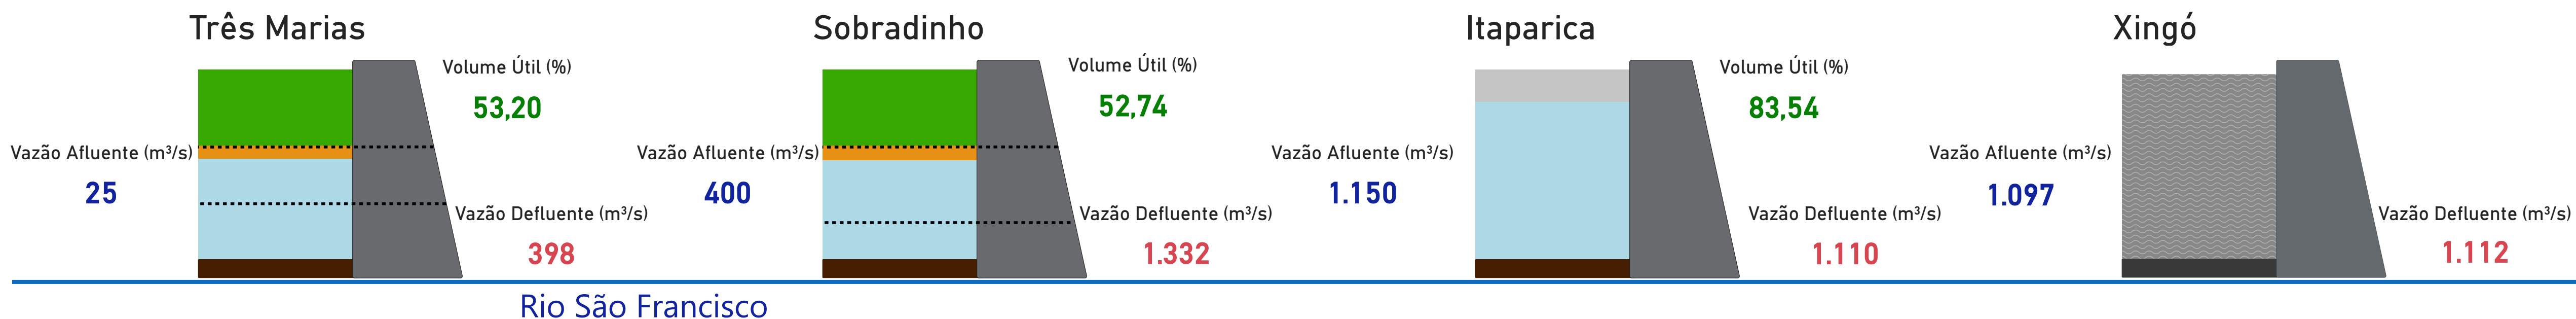 Três Marias
Volume Útil (%)
53,20
Vazão Afluente (m³/s)
25
Vazão Defluente (m³/s)
398
Sobradinho
Volume Útil (%)
52,74
Vazão Afluente (m³/s)
400
Vazão Defluente (m³/s)
1.332
Itaparica
Volume Útil (%)
83,54
Vazão Afluente (m³/s)
1.150
Vazão Defluente (m³/s)
1.110
Xingó
Vazão Afluente (m³/s)
1.097
Vazão Defluente (m³/s)
1.112
Rio São Francisco